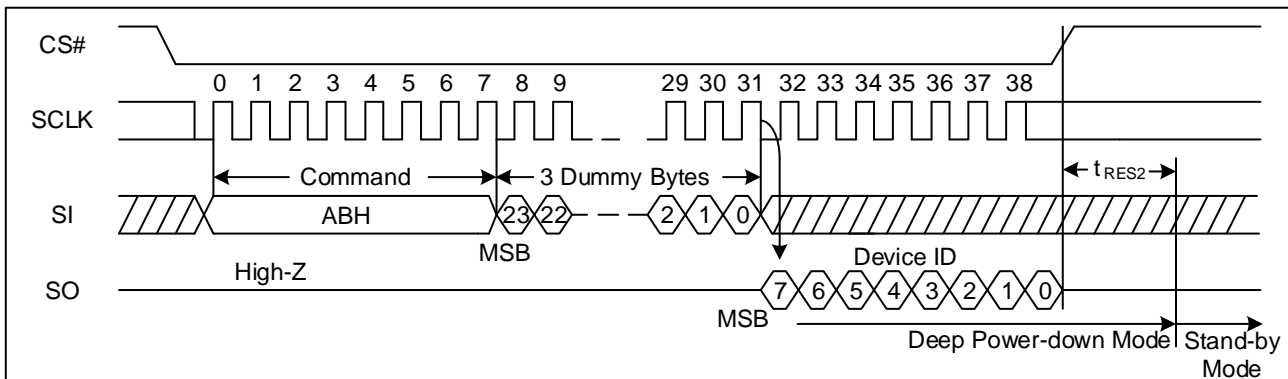 CS#
0 1 2 3 4 5 6 7 8 9 29 30 31 32 33 34 35 36 37 38
SCLK
Command 3 Dummy Bytes tRES2
SI ABH 23 22 2 1 0
MSB
High-Z Device ID
SO 7 6 5 4 3 2 1 0
MSB
Deep Power-down Mode Stand-by
Mode